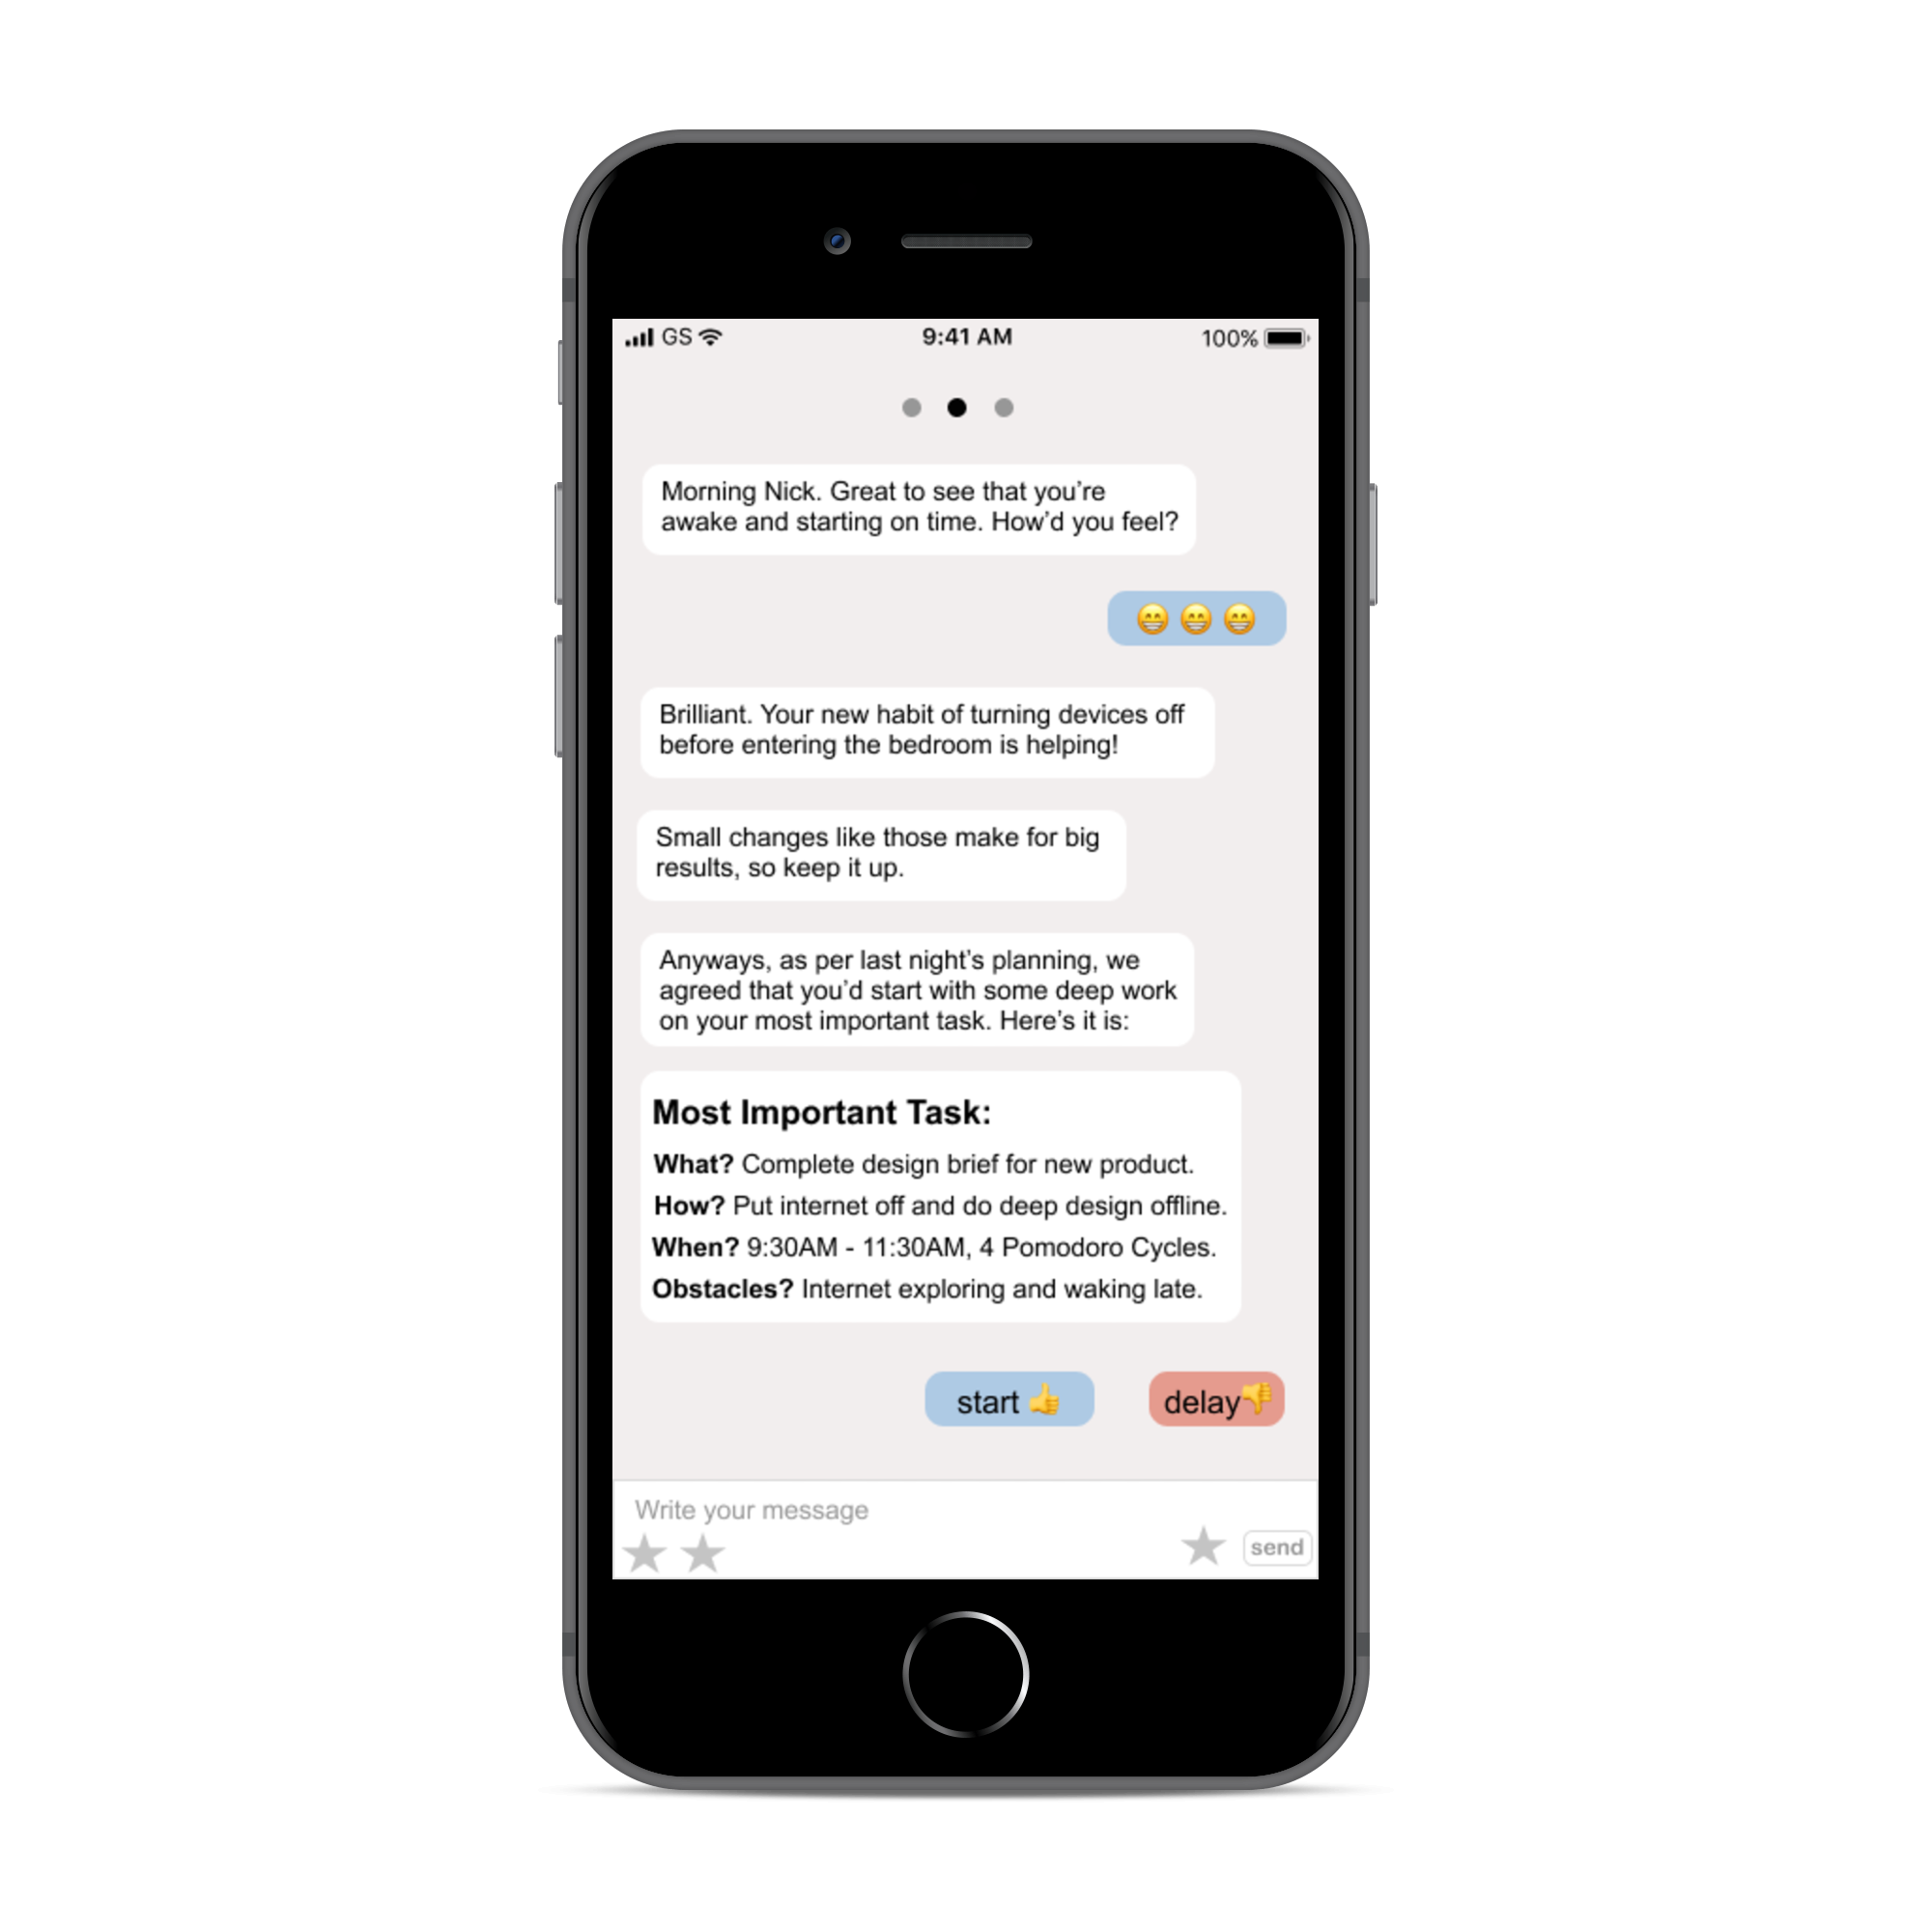 GS 9:41 AM 100%
Morning Nick. Great to see that you’re
awake and starting on time. How’d you feel?
😁 😁 😁
Brilliant. Your new habit of turning devices off
before entering the bedroom is helping!
Small changes like those make for big
results, so keep it up.
Anyways, as per last night’s planning, we
agreed that you’d start with some deep work
on your most important task. Here’s it is:
Most Important Task:
What? Complete design brief for new product.
How? Put internet off and do deep design offline.
When? 9:30AM - 11:30AM, 4 Pomodoro Cycles.
Obstacles? Internet exploring and waking late.
start 👍 delay👎
Write your message
send